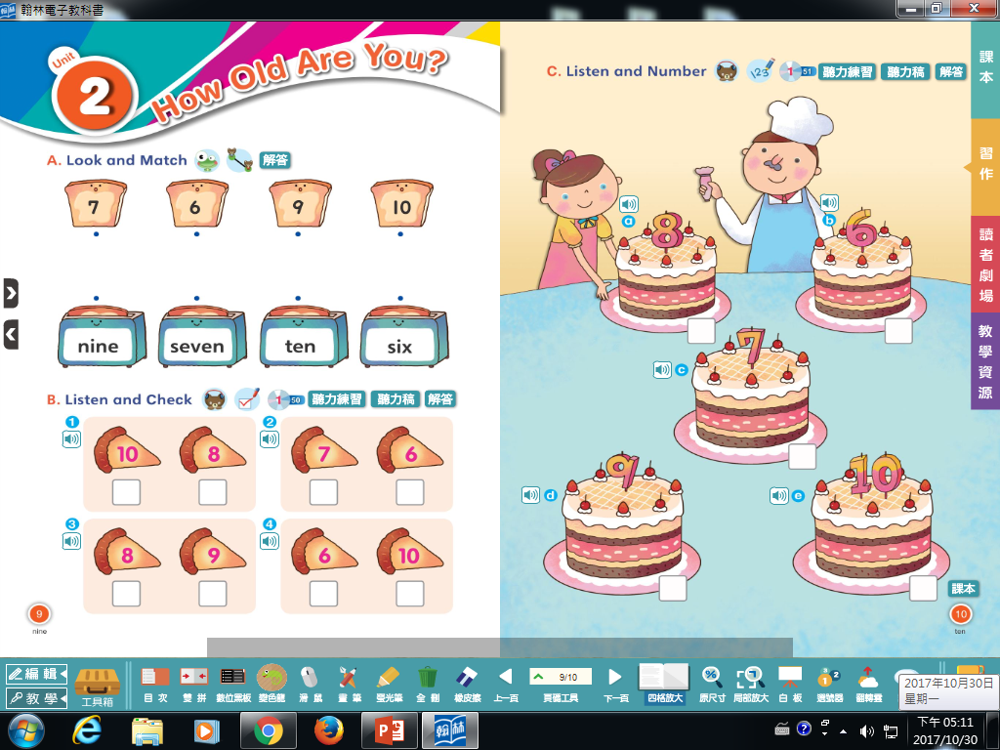 翰林電子教科書
Unit
2
How Old Are You?
A. Look and Match 解答
7 6 9 10
nine seven ten six
B. Listen and Check 1 50 聽力練習 聽力稿 解答
1 2
10 8 7 6
3 4
8 9 6 10
9
nine
C. Listen and Number 123 1 51 聽力練習 聽力稿 解答
a 8
b 6
c 7
d 9
e 10
課本
10
ten
課本
習作
讀者劇場
教學資源
編輯
教學
工具箱
目次 雙拼 數位黑板 變色龍 滑鼠 畫筆 螢光筆 全刪 橡皮擦 上一頁 頁碼工具 下一頁 四格放大 原尺寸 局部放大 白板 選號器 翻轉雲
9/10
2017年10月30日
星期一
翰林
下午 05:11
2017/10/30